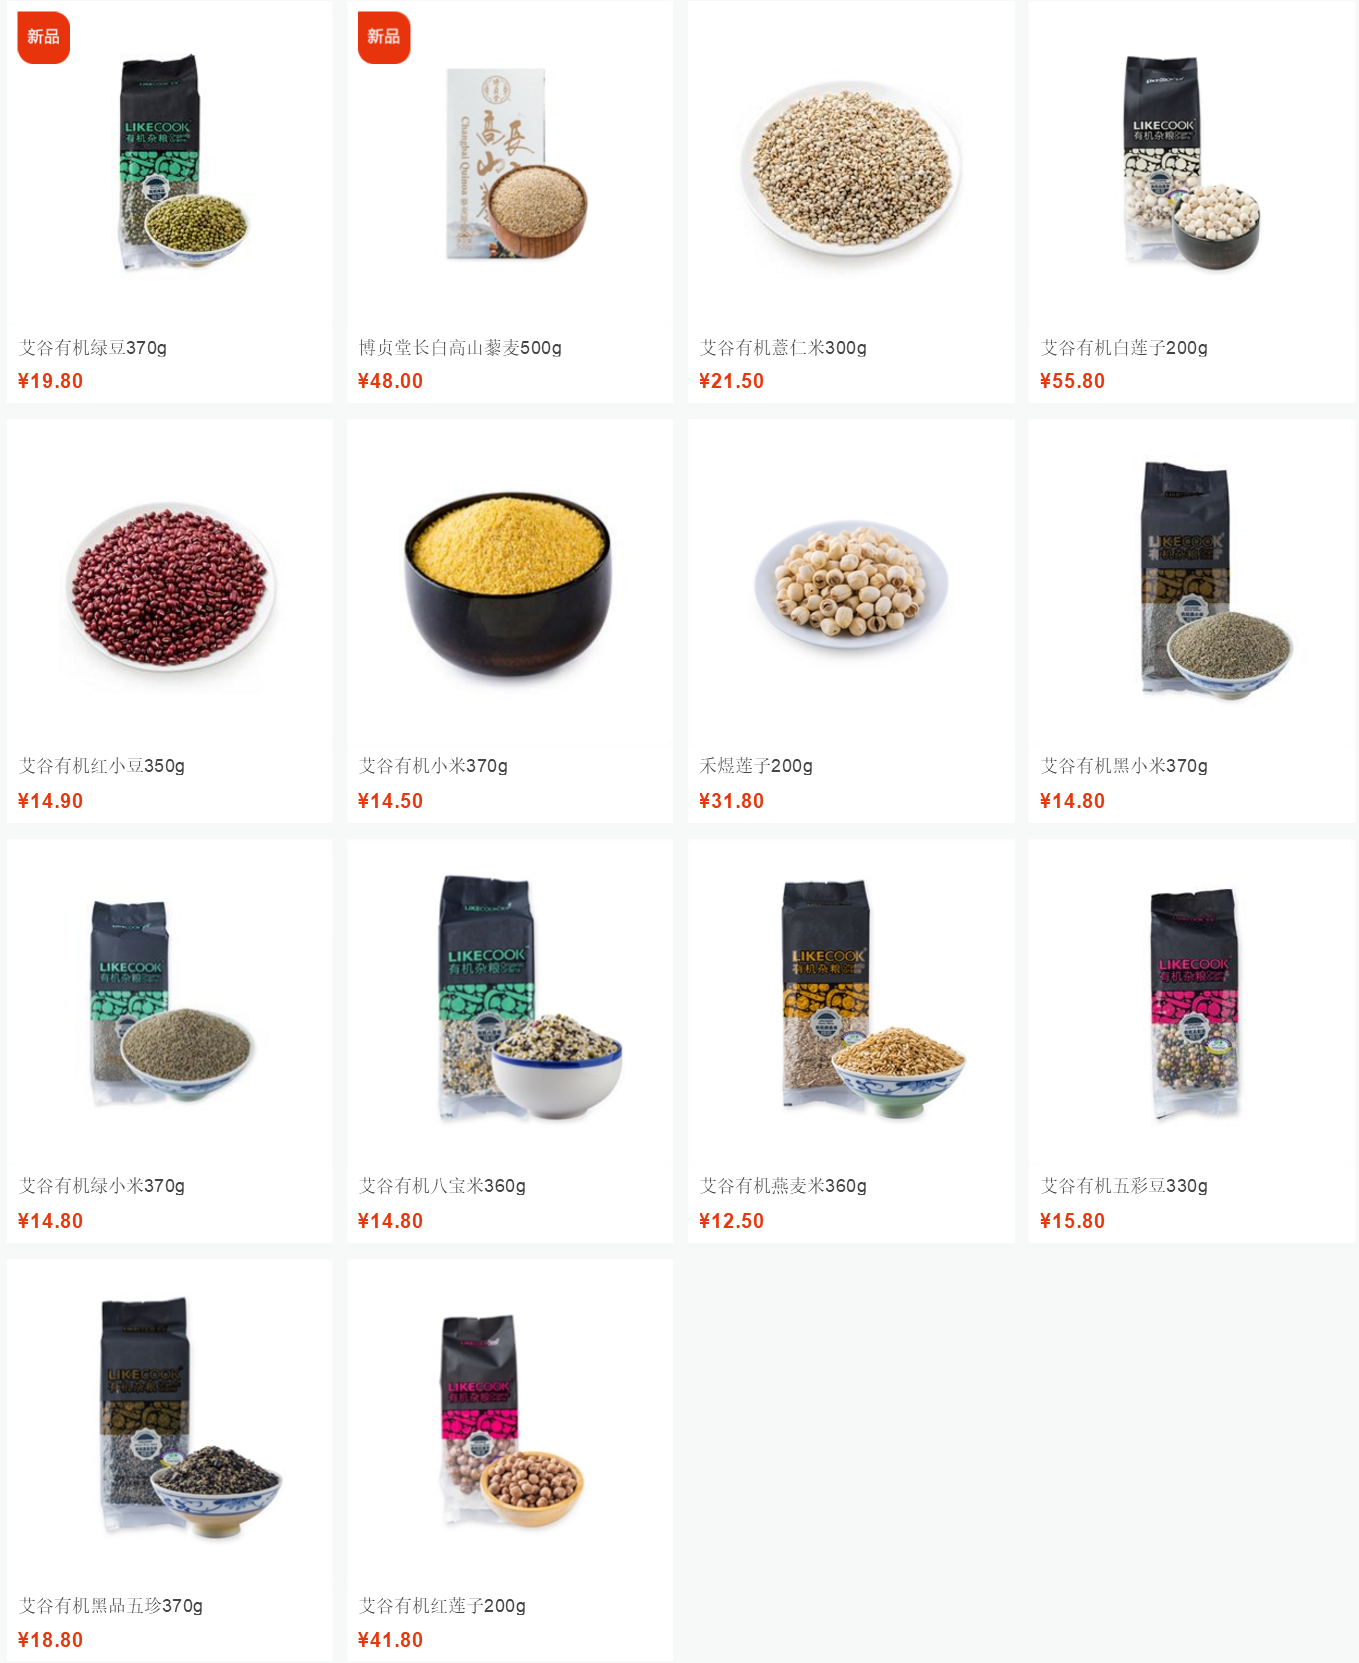 新品
LIKECOOK
有机杂粮
艾谷有机绿豆370g
¥19.80
新品
高長
山
Changbai Quinoa
博贞堂长白高山藜麦500g
¥48.00
艾谷有机薏仁米300g
¥21.50
LIKECOOK
有机杂粮
艾谷有机白莲子200g
¥55.80
艾谷有机红小豆350g
¥14.90
艾谷有机小米370g
¥14.50
禾煜莲子200g
¥31.80
LIKECOOK
有机杂粮
艾谷有机黑小米370g
¥14.80
LIKECOOK
有机杂粮
艾谷有机绿小米370g
¥14.80
LIKECOOK
有机杂粮
艾谷有机八宝米360g
¥14.80
LIKECOOK
有机杂粮
艾谷有机燕麦米360g
¥12.50
LIKECOOK
有机杂粮
艾谷有机五彩豆330g
¥15.80
LIKECOOK
有机杂粮
艾谷有机黑品五珍370g
¥18.80
LIKECOOK
有机杂粮
艾谷有机红莲子200g
¥41.80